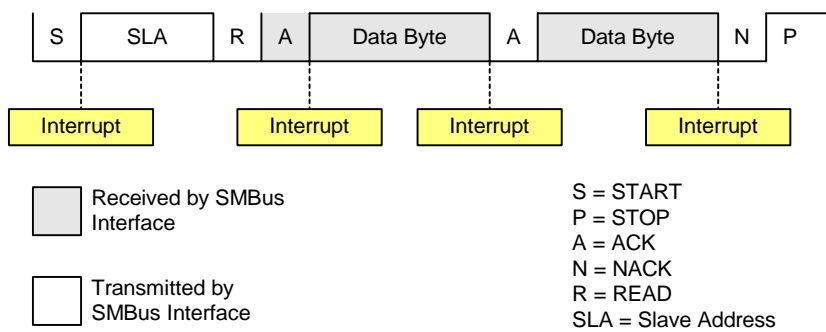 S SLA R A Data Byte A Data Byte N P
Interrupt Interrupt Interrupt Interrupt
Received by SMBus
Interface
Transmitted by
SMBus Interface
S = START
P = STOP
A = ACK
N = NACK
R = READ
SLA = Slave Address